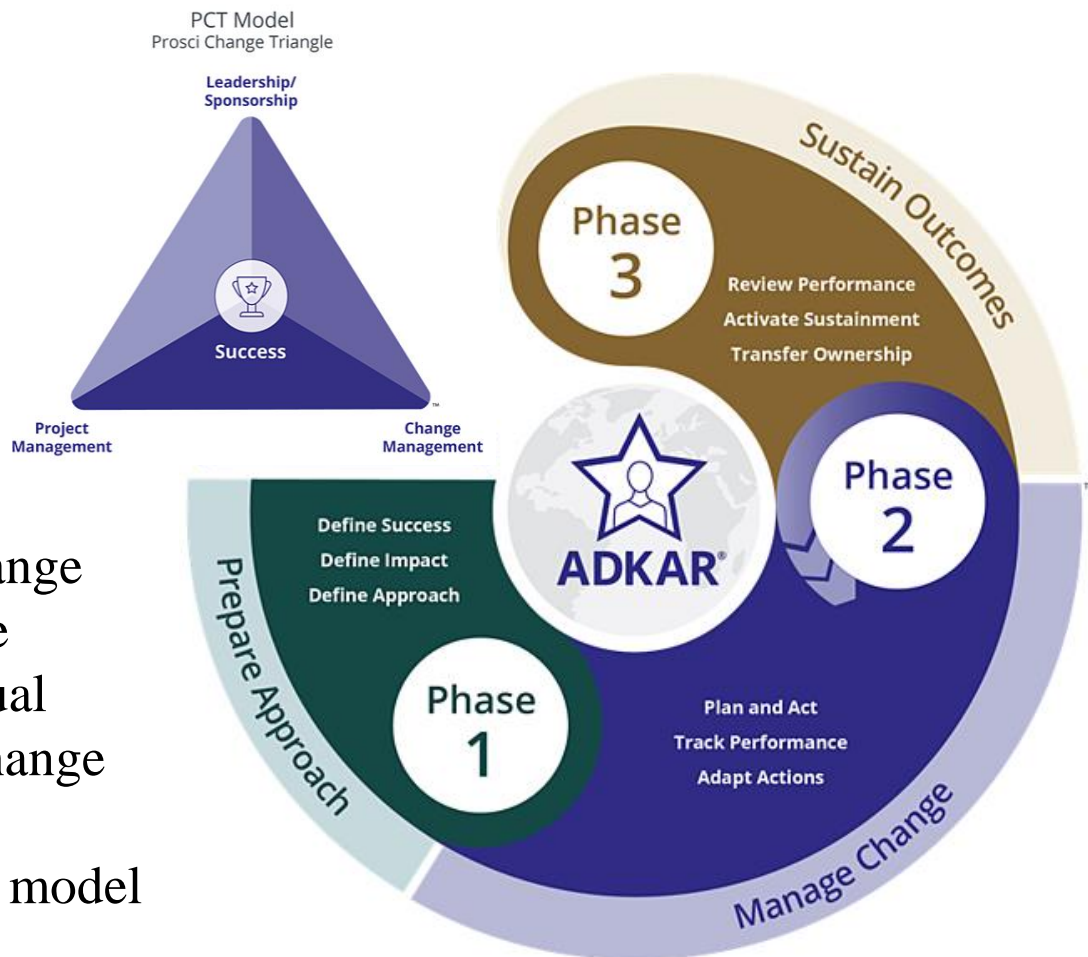 PCT Model
Prosci Change Triangle
Leadership/
Sponsorship
Success
Project
Management
Change
Management
™
Sustain Outcomes
Phase
3
Review Performance
Activate Sustainment
Transfer Ownership
Phase
2
ADKAR®
Define Success
Define Impact
Define Approach
Prepare Approach
Phase
1
Plan and Act
Track Performance
Adapt Actions
Manage Change
ange
e
ual
hange
model